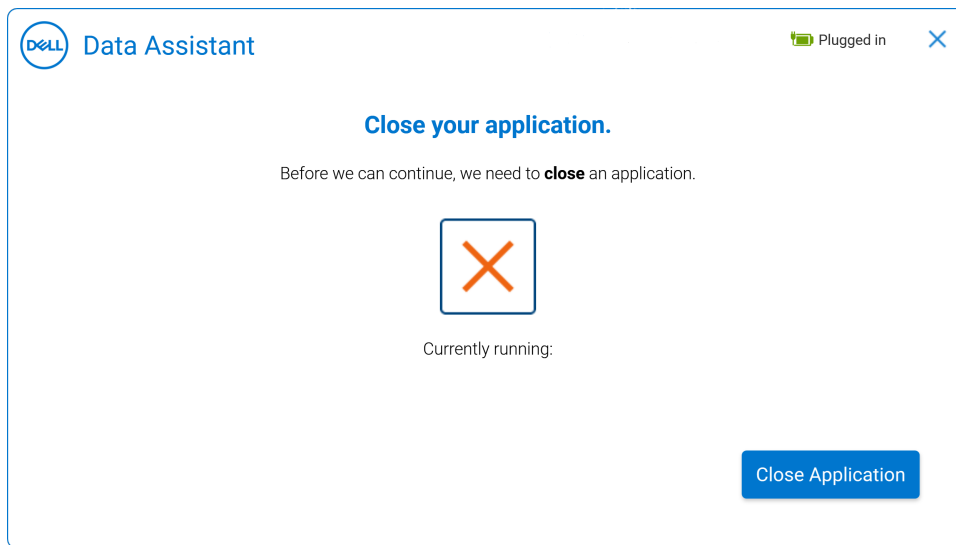 DELL Data Assistant
Plugged in
Close your application.
Before we can continue, we need to close an application.
Currently running:
Close Application